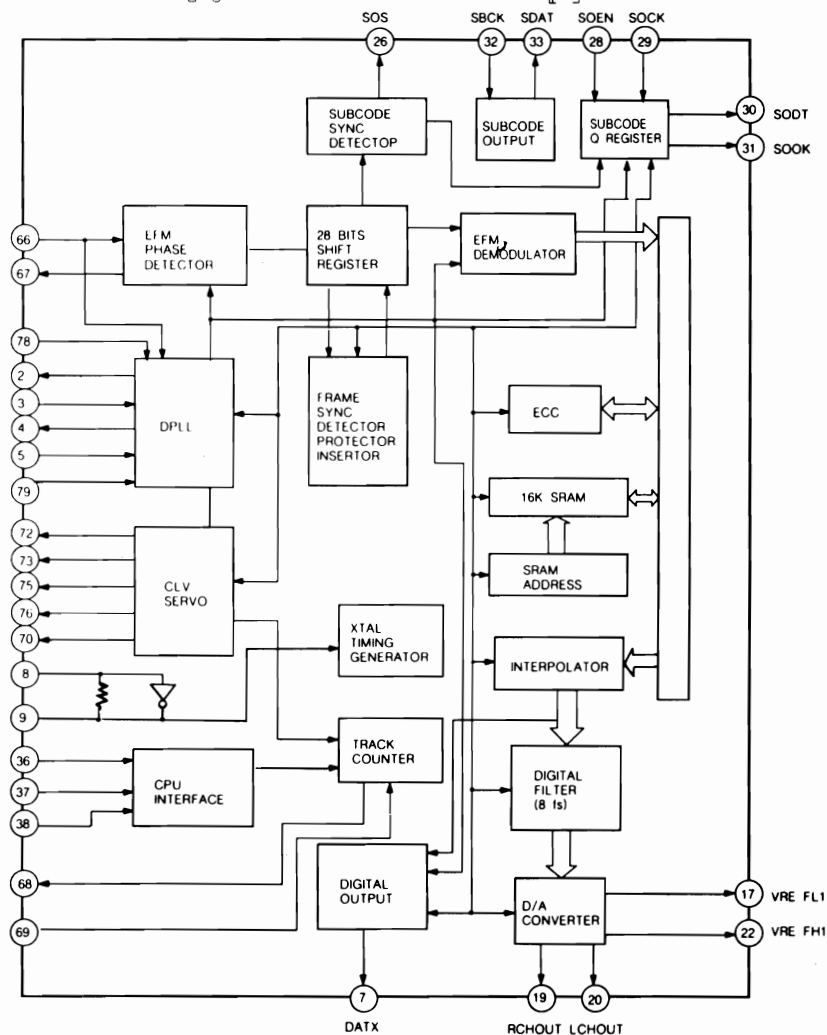 SOS SBCK SDAT SOEN SOCK
26 32 33 28 29
30 SODT
31 SOOK
SUBCODE
SYNC
DETECTOP
SUBCODE
OUTPUT
SUBCODE
Q REGISTER
66
67
EFM
PHASE
DETECTOR
28 BITS
SHIFT
REGISTER
EFM
DEMODULATOR
78
2
3
4
5
79
DPLL
FRAME
SYNC
DETECTOR
PROTECTOR
INSERTOR
ECC
16K SRAM
SRAM
ADDRESS
72
73
75
76
70
CLV
SERVO
XTAL
TIMING
GENERATOR
INTERPOLATOR
8
9
36
37
38
CPU
INTERFACE
TRACK
COUNTER
DIGITAL
FILTER
(8 fs)
68
69
DIGITAL
OUTPUT
D/A
CONVERTER
17 VRE FL1
22 VRE FH1
7 19 20
DATX RCHOUT LCHOUT